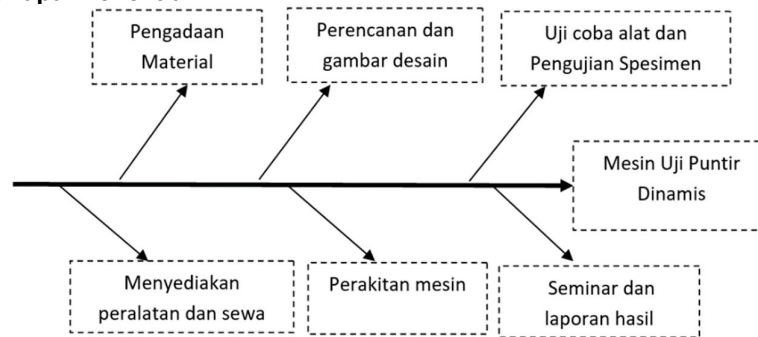 Pengadaan
Material
Perencanan dan
gambar desain
Uji coba alat dan
Pengujian Spesimen
Mesin Uji Puntir
Dinamis
Menyediakan
peralatan dan sewa
Perakitan mesin
Seminar dan
laporan hasil